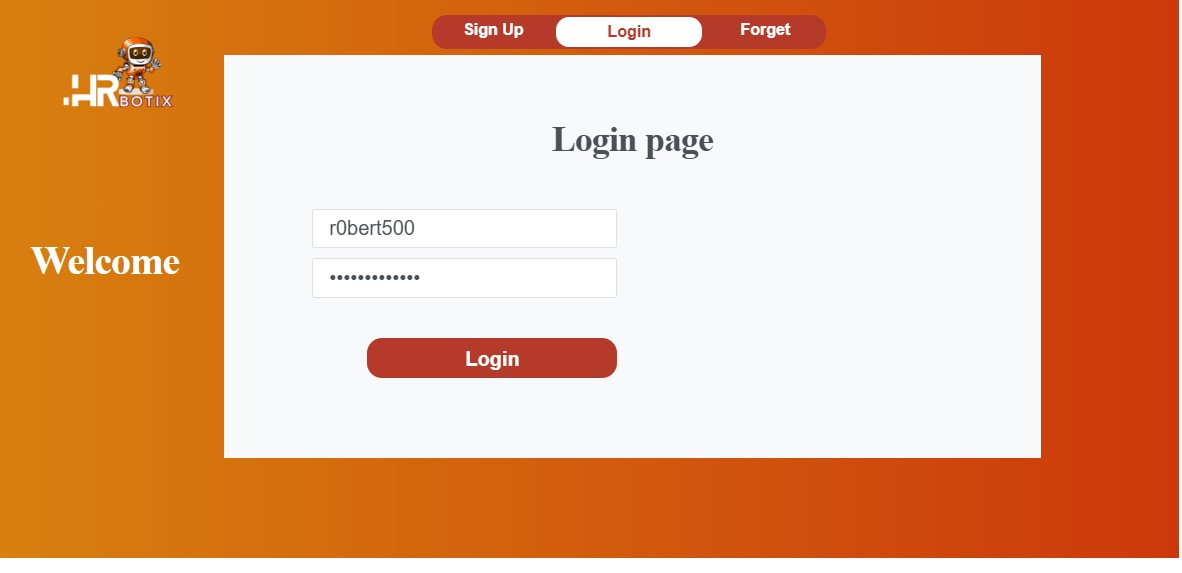 Sign Up
Login
Forget
.HR
BOTIX
Login page
r0bert500
•••••••••••••
Welcome
Login